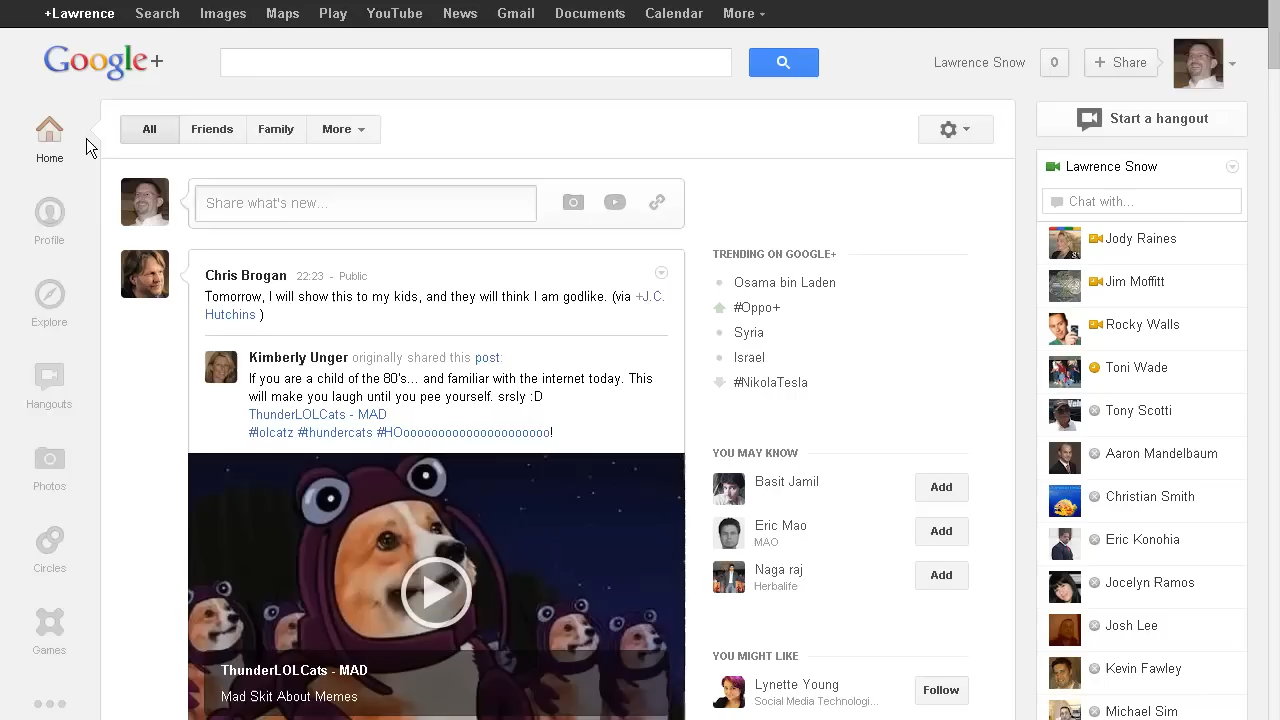 +Lawrence Search Images Maps Play YouTube News Gmail Documents Calendar More
Google+
Lawrence Snow 0 + Share
Home
Profile
Explore
Hangouts
Photos
Circles
Games
All Friends Family More
Share what's new...
Chris Brogan 22:23 - Public
Tomorrow, I will show this to my kids, and they will think I am godlike. (via +J.C.
Hutchins )
Kimberly Unger originally shared this post:
If you are a child of the 80's... and familiar with the internet today. This
will make you laugh until you pee yourself. srsly :D
ThunderLOLCats - MAD
#lolcatz #thundercats
ThunderLOLCats - MAD
Mad Skit About Memes
TRENDING ON GOOGLE+
Osama bin Laden
#Oppo+
Syria
Israel
#NikolaTesla
YOU MAY KNOW
Basit Jamil Add
Eric Mao
MAO
Add
Naga raj
Herbalife
Add
YOU MIGHT LIKE
Lynette Young
Social Media Technologi...
Follow
Start a hangout
Lawrence Snow
Chat with...
Jody Raines
Jim Moffitt
Rocky Walls
Toni Wake
Tony Scotti
Aaron Mandelbaum
Christian Smith
Eric Konohia
Jocelyn Ramos
Josh Lee
Kevin Fawley
Michael Sim